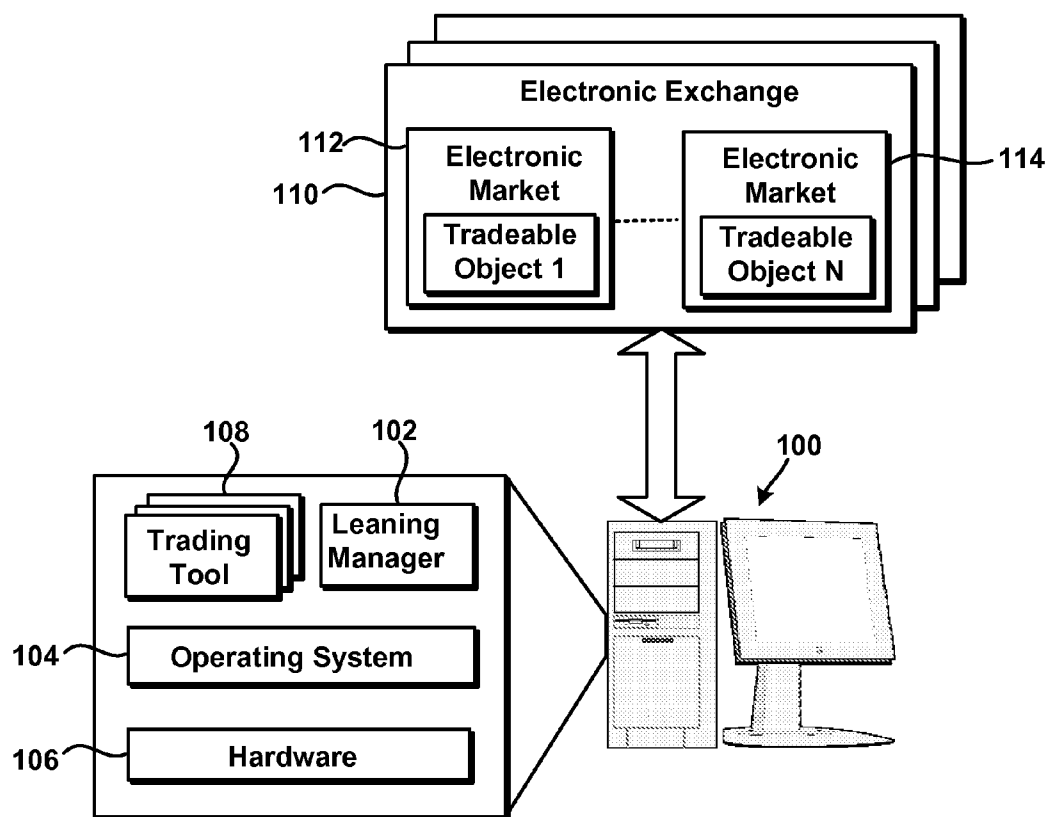 Electronic Exchange
112
Electronic
Market
Electronic
Market
114
110
Tradeable
Object 1
Tradeable
Object N
108
102
100
Trading
Tool
Leaning
Manager
104
Operating System
106
Hardware